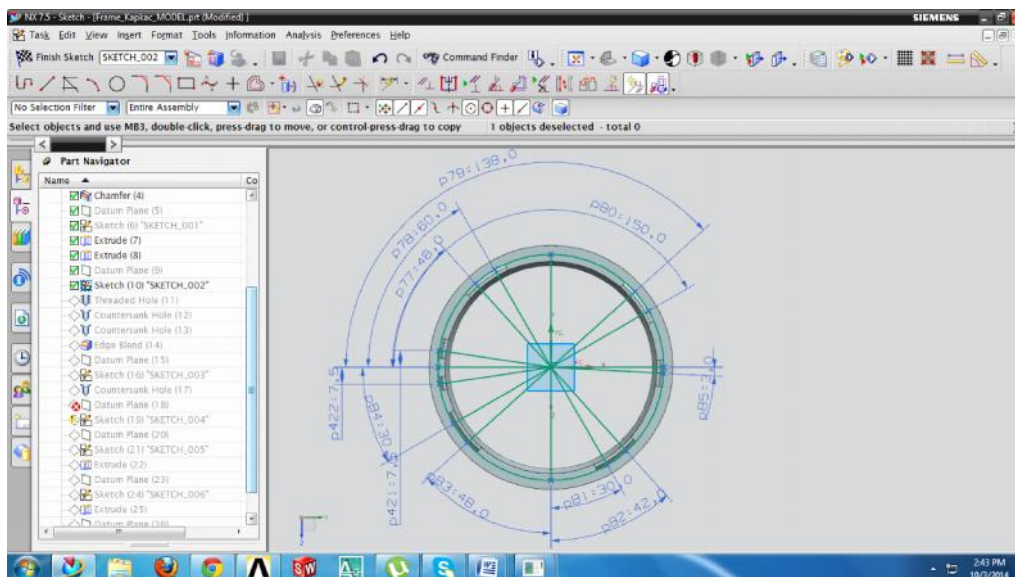 NX 7.5 - Sketch - [Frame_Kapkac_MODEL.prt (Modified) ]
SIEMENS
Task Edit View Insert Format Tools Information Analysis Preferences Help
Finish Sketch SKETCH_002 Command Finder
No Selection Filter Entire Assembly
Select objects and use MB3, double-click, press-drag to move, or control-press-drag to copy 1 objects deselected - total 0
Part Navigator
Name Co
Chamfer (4)
Datum Plane (5)
Sketch (6) "SKETCH_001"
Extrude (7)
Extrude (8)
Datum Plane (9)
Sketch (10) "SKETCH_002"
Threaded Hole (11)
Countersunk Hole (12)
Countersunk Hole (13)
Edge Blend (14)
Datum Plane (15)
Sketch (16) "SKETCH_003"
Countersunk Hole (17)
Datum Plane (18)
Sketch (19) "SKETCH_004"
Datum Plane (20)
Sketch (21) "SKETCH_005"
Extrude (22)
Datum Plane (23)
Sketch (24) "SKETCH_006"
Extrude (25)
Datum Plane (26)
p79=138,0
p80:150,0
p78=60,0
p77=48,0
p422=7,5
p84:30,0
p421=7,5
p83:48,0
p81:30,0
p82=42,0
p85=3,0
2:43 PM
10/3/2014